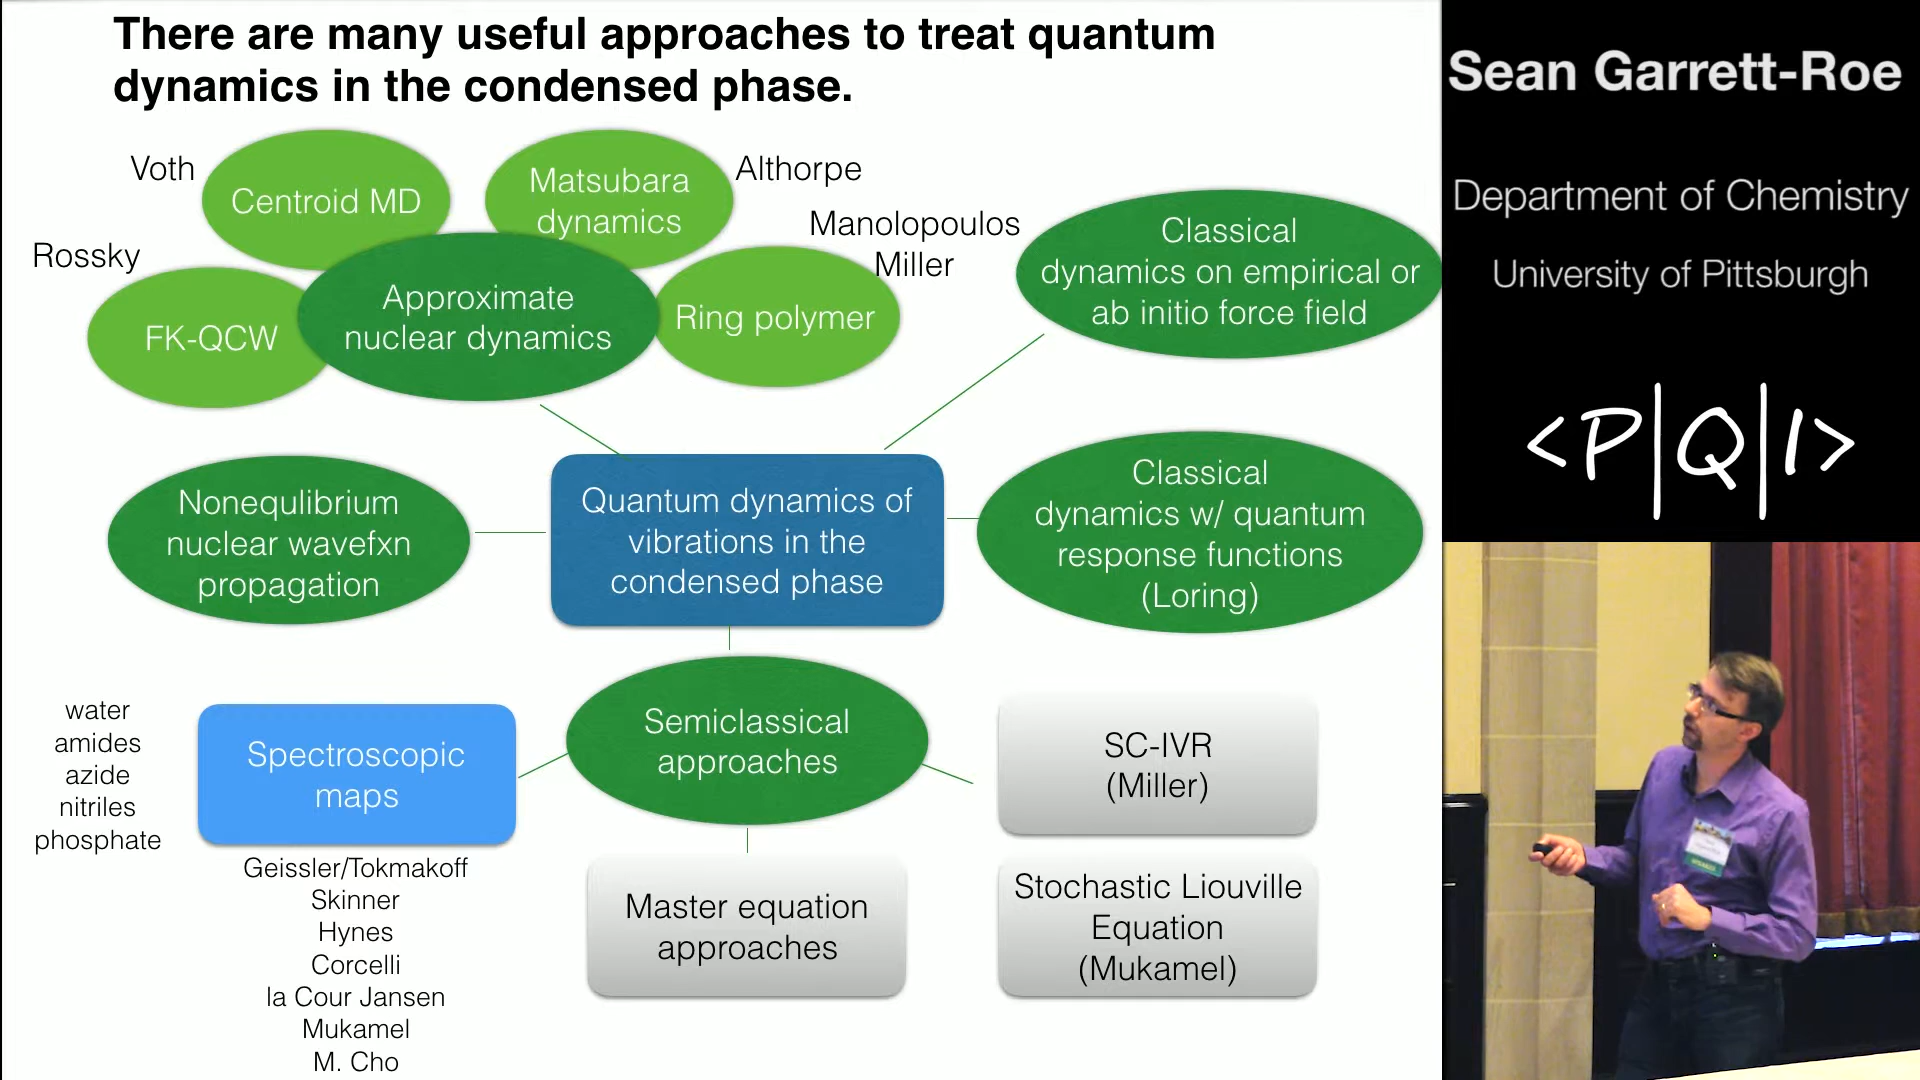 There are many useful approaches to treat quantum
dynamics in the condensed phase.
Voth
Centroid MD
Matsubara
dynamics
Althorpe
Rossky
FK-QCW
Approximate
nuclear dynamics
Ring polymer
Manolopoulos
Miller
Classical
dynamics on empirical or
ab initio force field
Nonequlibrium
nuclear wavefxn
propagation
Quantum dynamics of
vibrations in the
condensed phase
Classical
dynamics w/ quantum
response functions
(Loring)
water
amides
azide
nitriles
phosphate
Spectroscopic
maps
Semiclassical
approaches
SC-IVR
(Miller)
Geissler/Tokmakoff
Skinner
Hynes
Corcelli
la Cour Jansen
Mukamel
M. Cho
Master equation
approaches
Stochastic Liouville
Equation
(Mukamel)
Sean Garrett-Roe
Department of Chemistry
University of Pittsburgh
<P|Q|I>